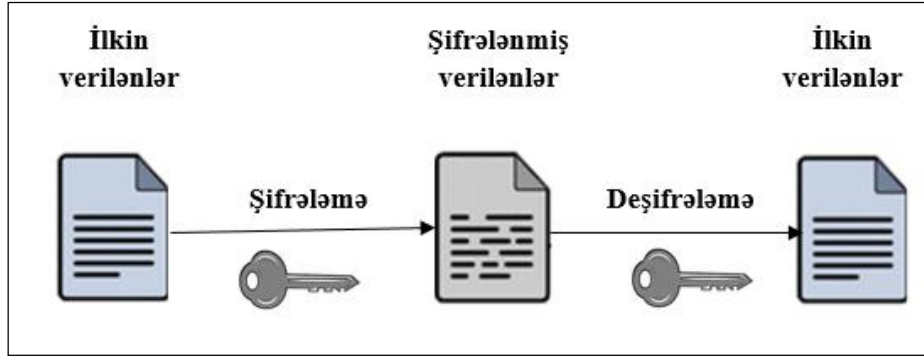 İlkin
verilənlər
Şifrələnmiş
verilənlər
İlkin
verilənlər
Şifrələmə
Deşifrələmə